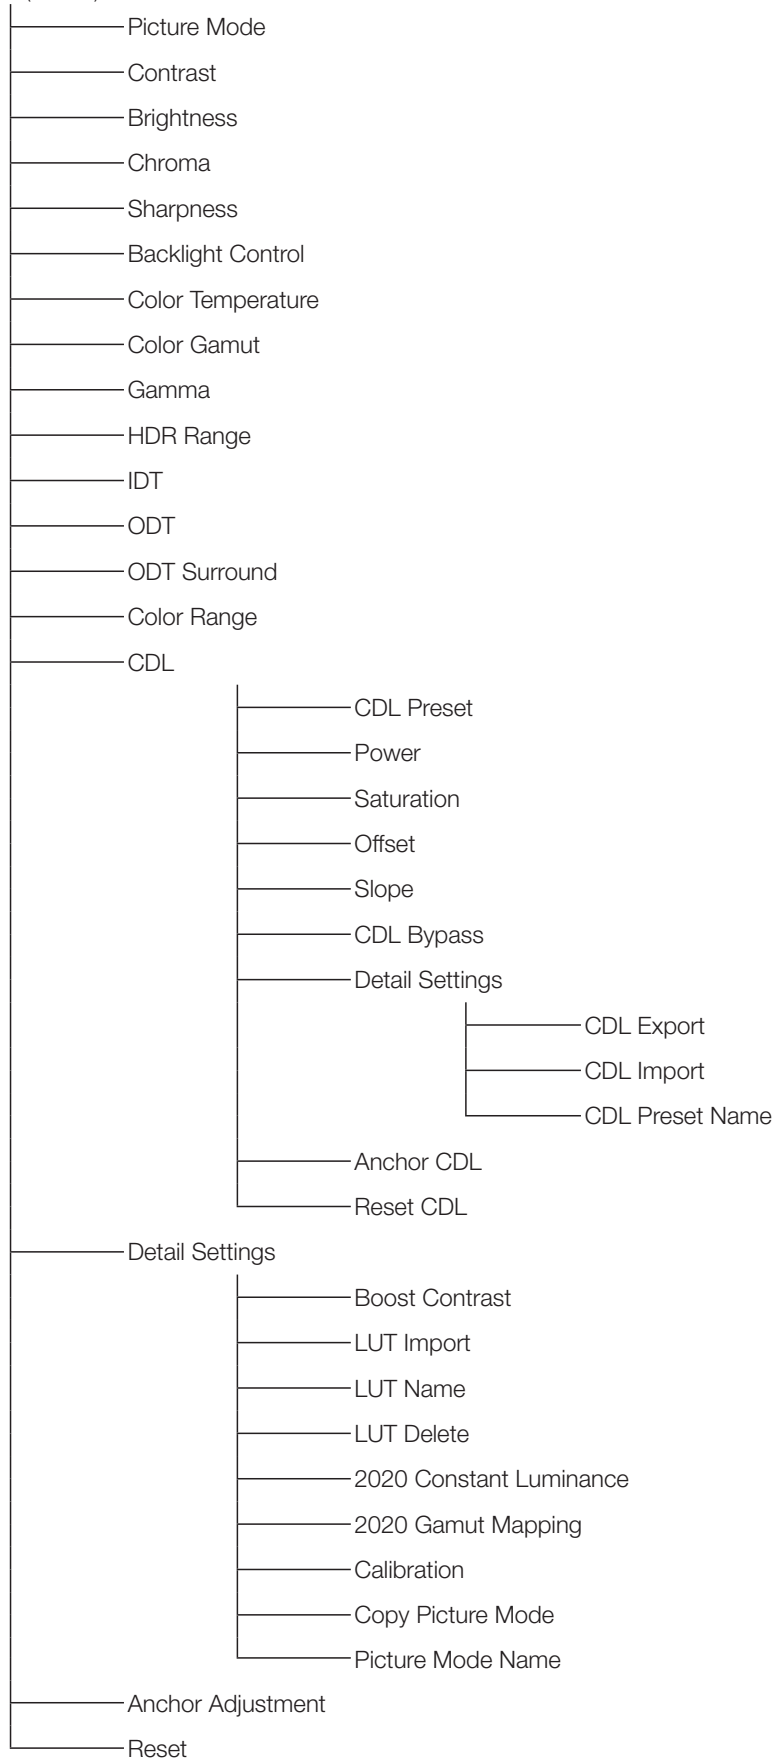 Picture Mode
Contrast
Brightness
Chroma
Sharpness
Backlight Control
Color Temperature
Color Gamut
Gamma
HDR Range
IDT
ODT
ODT Surround
Color Range
CDL
CDL Preset
Power
Saturation
Offset
Slope
CDL Bypass
Detail Settings
CDL Export
CDL Import
CDL Preset Name
Anchor CDL
Reset CDL
Detail Settings
Boost Contrast
LUT Import
LUT Name
LUT Delete
2020 Constant Luminance
2020 Gamut Mapping
Calibration
Copy Picture Mode
Picture Mode Name
Anchor Adjustment
Reset